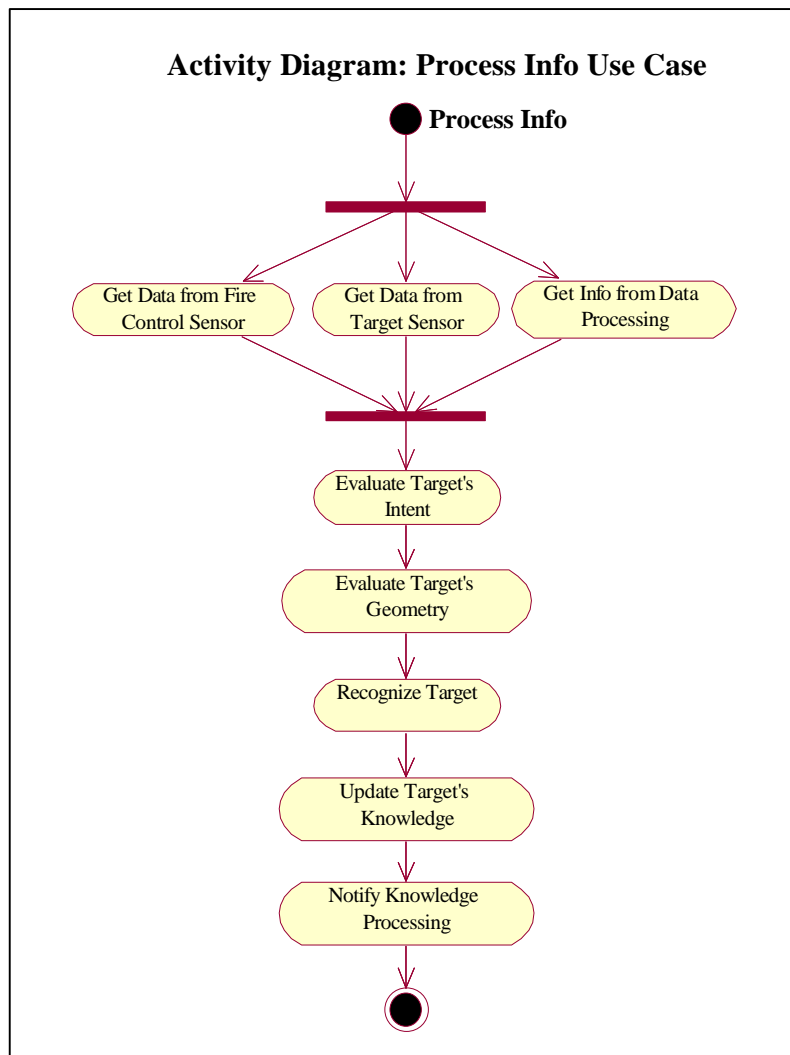 Activity Diagram: Process Info Use Case
Process Info
Get Data from Fire
Control Sensor
Get Data from
Target Sensor
Get Info from Data
Processing
Evaluate Target's
Intent
Evaluate Target's
Geometry
Recognize Target
Update Target's
Knowledge
Notify Knowledge
Processing